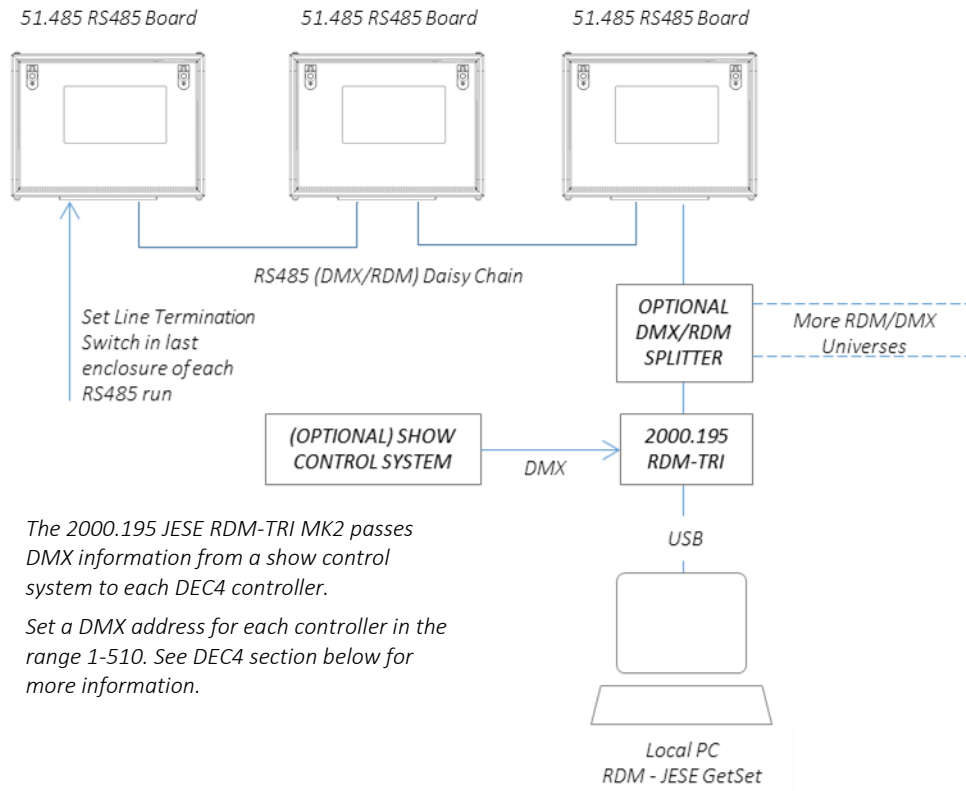 51.485 RS485 Board
51.485 RS485 Board
51.485 RS485 Board
RS485 (DMX/RDM) Daisy Chain
Set Line Termination
Switch in last
enclosure of each
RS485 run
OPTIONAL
DMX/RDM
SPLITTER
More RDM/DMX
Universes
(OPTIONAL) SHOW
CONTROL SYSTEM
DMX
2000.195
RDM-TRI
USB
The 2000.195 JESE RDM-TRI MK2 passes
DMX information from a show control
system to each DEC4 controller.
Set a DMX address for each controller in the
range 1-510. See DEC4 section below for
more information.
Local PC
RDM - JESE GetSet